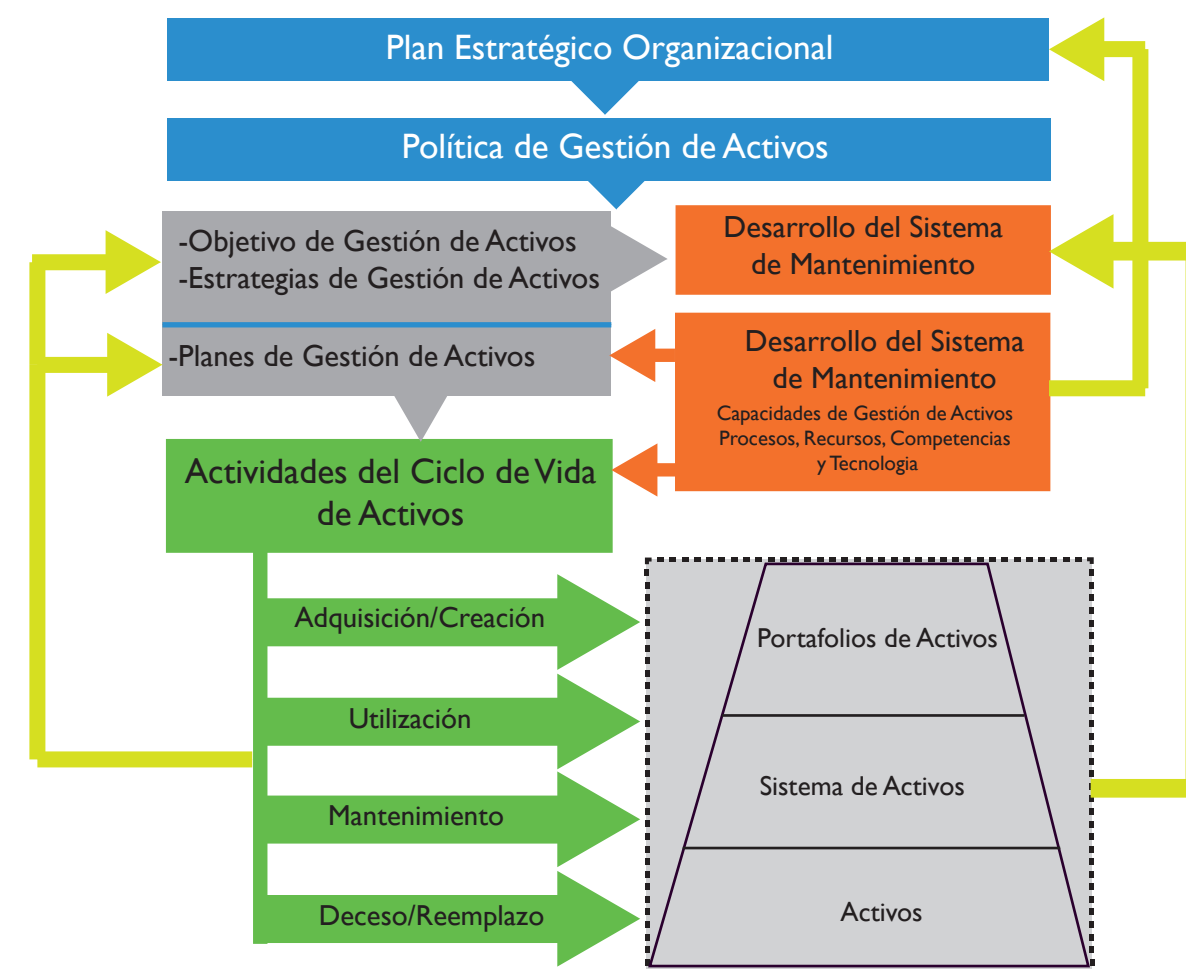 Plan Estratégico Organizacional
Política de Gestión de Activos
-Objetivo de Gestión de Activos
-Estrategias de Gestión de Activos
Desarrollo del Sistema
de Mantenimiento
-Planes de Gestión de Activos
Desarrollo del Sistema
de Mantenimiento
Capacidades de Gestión de Activos
Procesos, Recursos, Competencias
y Tecnologia
Actividades del Ciclo de Vida
de Activos
Adquisición/Creación
Utilización
Mantenimiento
Deceso/Reemplazo
Portafolios de Activos
Sistema de Activos
Activos